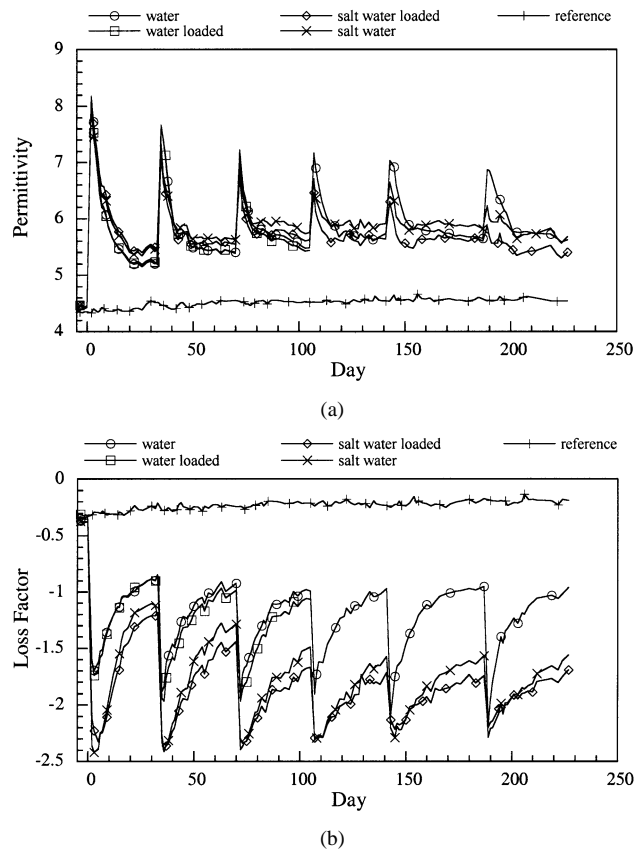 water
salt water loaded
reference
water loaded
salt water
9
8
7
6
5
4
Permittivity
0
50
100
150
200
250
Day
(a)
water
salt water loaded
reference
water loaded
salt water
0
-0.5
-1
-1.5
-2
-2.5
Loss Factor
0
50
100
150
200
250
Day
(b)